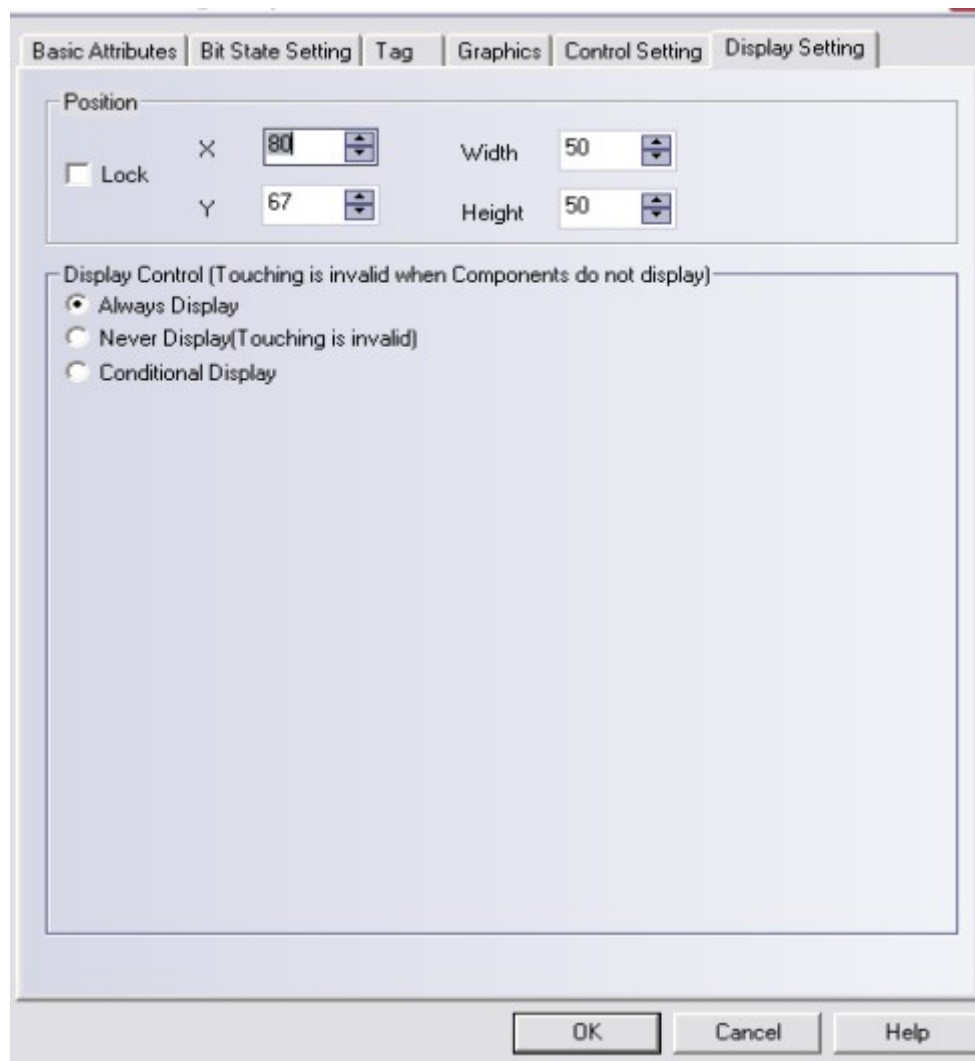 Basic Attributes Bit State Setting Tag Graphics Control Setting Display Setting
Position
X 80 Width 50
Lock
Y 67 Height 50
Display Control (Touching is invalid when Components do not display)
Always Display
Never Display(Touching is invalid)
Conditional Display
OK Cancel Help